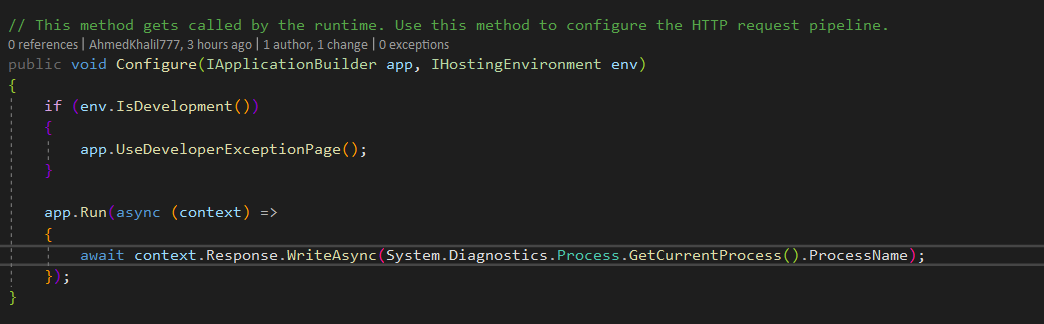 // This method gets called by the runtime. Use this method to configure the HTTP request pipeline.
0 references | AhmedKhalil777, 3 hours ago | 1 author, 1 change | 0 exceptions
public void Configure(IApplicationBuilder app, IHostingEnvironment env)
{
    if (env.IsDevelopment())
    {
        app.UseDeveloperExceptionPage();
    }

    app.Run(async (context) =>
    {
        await context.Response.WriteAsync(System.Diagnostics.Process.GetCurrentProcess().ProcessName);
    });
}